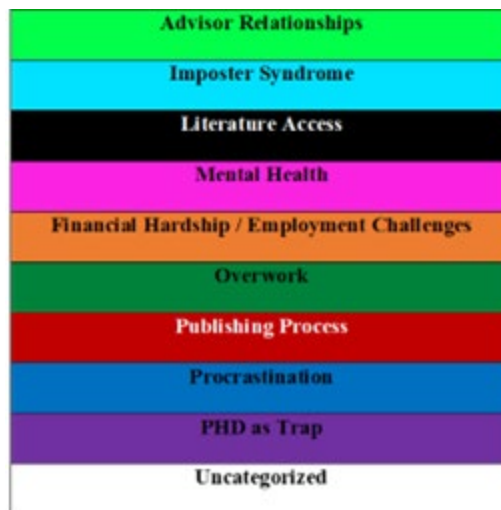 Advisor Relationships
Imposter Syndrome
Literature Access
Mental Health
Financial Hardship / Employment Challenges
Overwork
Publishing Process
Procrastination
PHD as Trap
Uncategorized